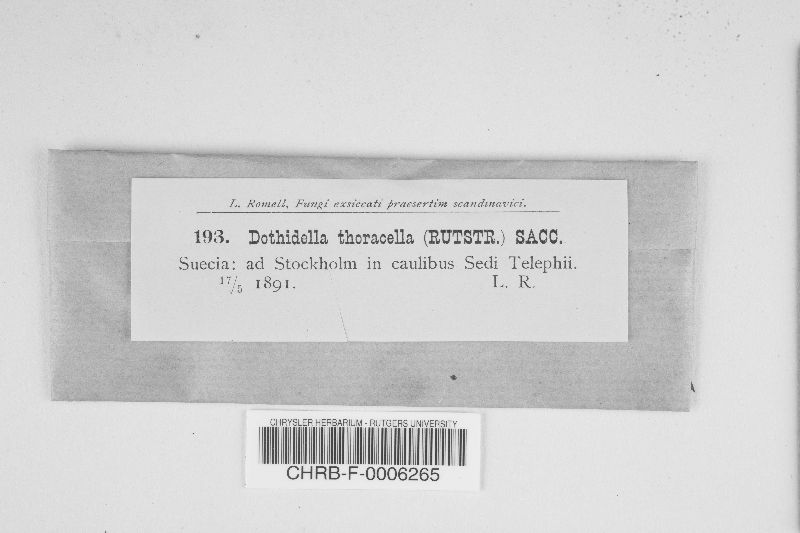 L. Romell, Fungi exsiccati praesertim scandinavici.
193. Dothidella thoracella (RUTSTR.) SACC.
Suecia: ad Stockholm in caulibus Sedi Telephii.
17/5 1891. L. R.
CHRYSLER HERBARIUM - RUTGERS UNIVERSITY
CHRB-F-0006265